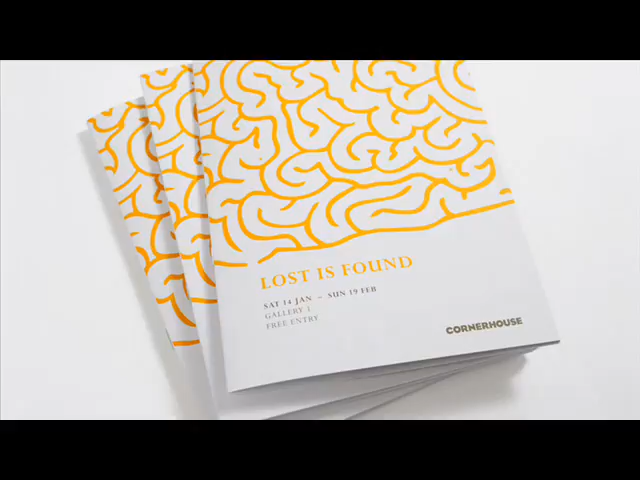 LOST IS FOUND
SAT 14 JAN – SUN 19 FEB
GALLERY 1
FREE ENTRY
CORNERHOUSE